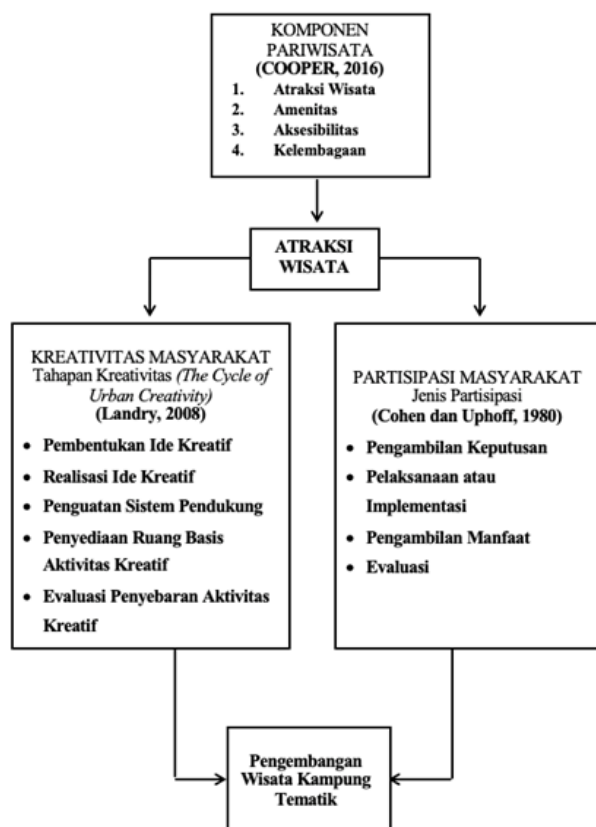 KOMPONEN
PARIWISATA
(COOPER, 2016)
1. Atraksi Wisata
2. Amenitas
3. Aksesibilitas
4. Kelembagaan
ATRAKSI
WISATA
KREATIVITAS MASYARAKAT
Tahapan Kreativitas (The Cycle of
Urban Creativity)
(Landry, 2008)
• Pembentukan Ide Kreatif
• Realisasi Ide Kreatif
• Penguatan Sistem Pendukung
• Penyediaan Ruang Basis
Aktivitas Kreatif
• Evaluasi Penyebaran Aktivitas
Kreatif
PARTISIPASI MASYARAKAT
Jenis Partisipasi
(Cohen dan Uphoff, 1980)
• Pengambilan Keputusan
• Pelaksanaan atau
Implementasi
• Pengambilan Manfaat
• Evaluasi
Pengembangan
Wisata Kampung
Tematik